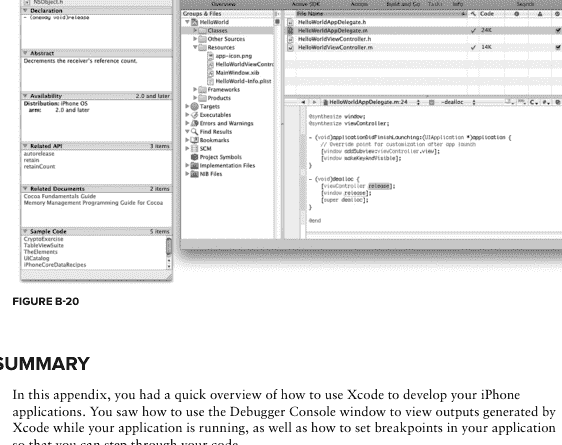 NSObject.h
Declaration
- (oneway void)release
Abstract
Decrements the receiver's reference count.
Availability 2.0 and later
Distribution: iPhone OS
arm: 2.0 and later
Related API 3 items
autorelease
retain
retainCount
Related Documents 2 items
Cocoa Fundamentals Guide
Memory Management Programming Guide for Cocoa
Sample Code 5 items
CryptoExercise
TableViewSuite
TheElements
UICatalog
iPhoneCoreDataRecipes
Overview Action Build and Go Tasks Info Search
Groups & Files
HelloWorld
Classes
Other Sources
Resources
app-icon.png
HelloWorldViewContro
MainWindow.xib
HelloWorld-Info.plist
Frameworks
Products
Targets
Executables
Errors and Warnings
Find Results
Bookmarks
SCM
Project Symbols
Implementation Files
NIB Files
File Name Code
HelloWorldAppDelegate.h
HelloWorldAppDelegate.m 24K
HelloWorldViewController.h
HelloWorldViewController.m 14K
HelloWorldAppDelegate.m:24 -dealloc
@synthesize window;
@synthesize viewController;
- (void)applicationDidFinishLaunching:(UIApplication *)application {
// Override point for customization after app launch
[window addSubview:viewController.view];
[window makeKeyAndVisible];
}
- (void)dealloc {
[viewController release];
[window release];
[super dealloc];
}
@end
FIGURE B-20
SUMMARY
In this appendix, you had a quick overview of how to use Xcode to develop your iPhone
applications. You saw how to use the Debugger Console window to view outputs generated by
Xcode while your application is running, as well as how to set breakpoints in your application
so that you can step through your code.